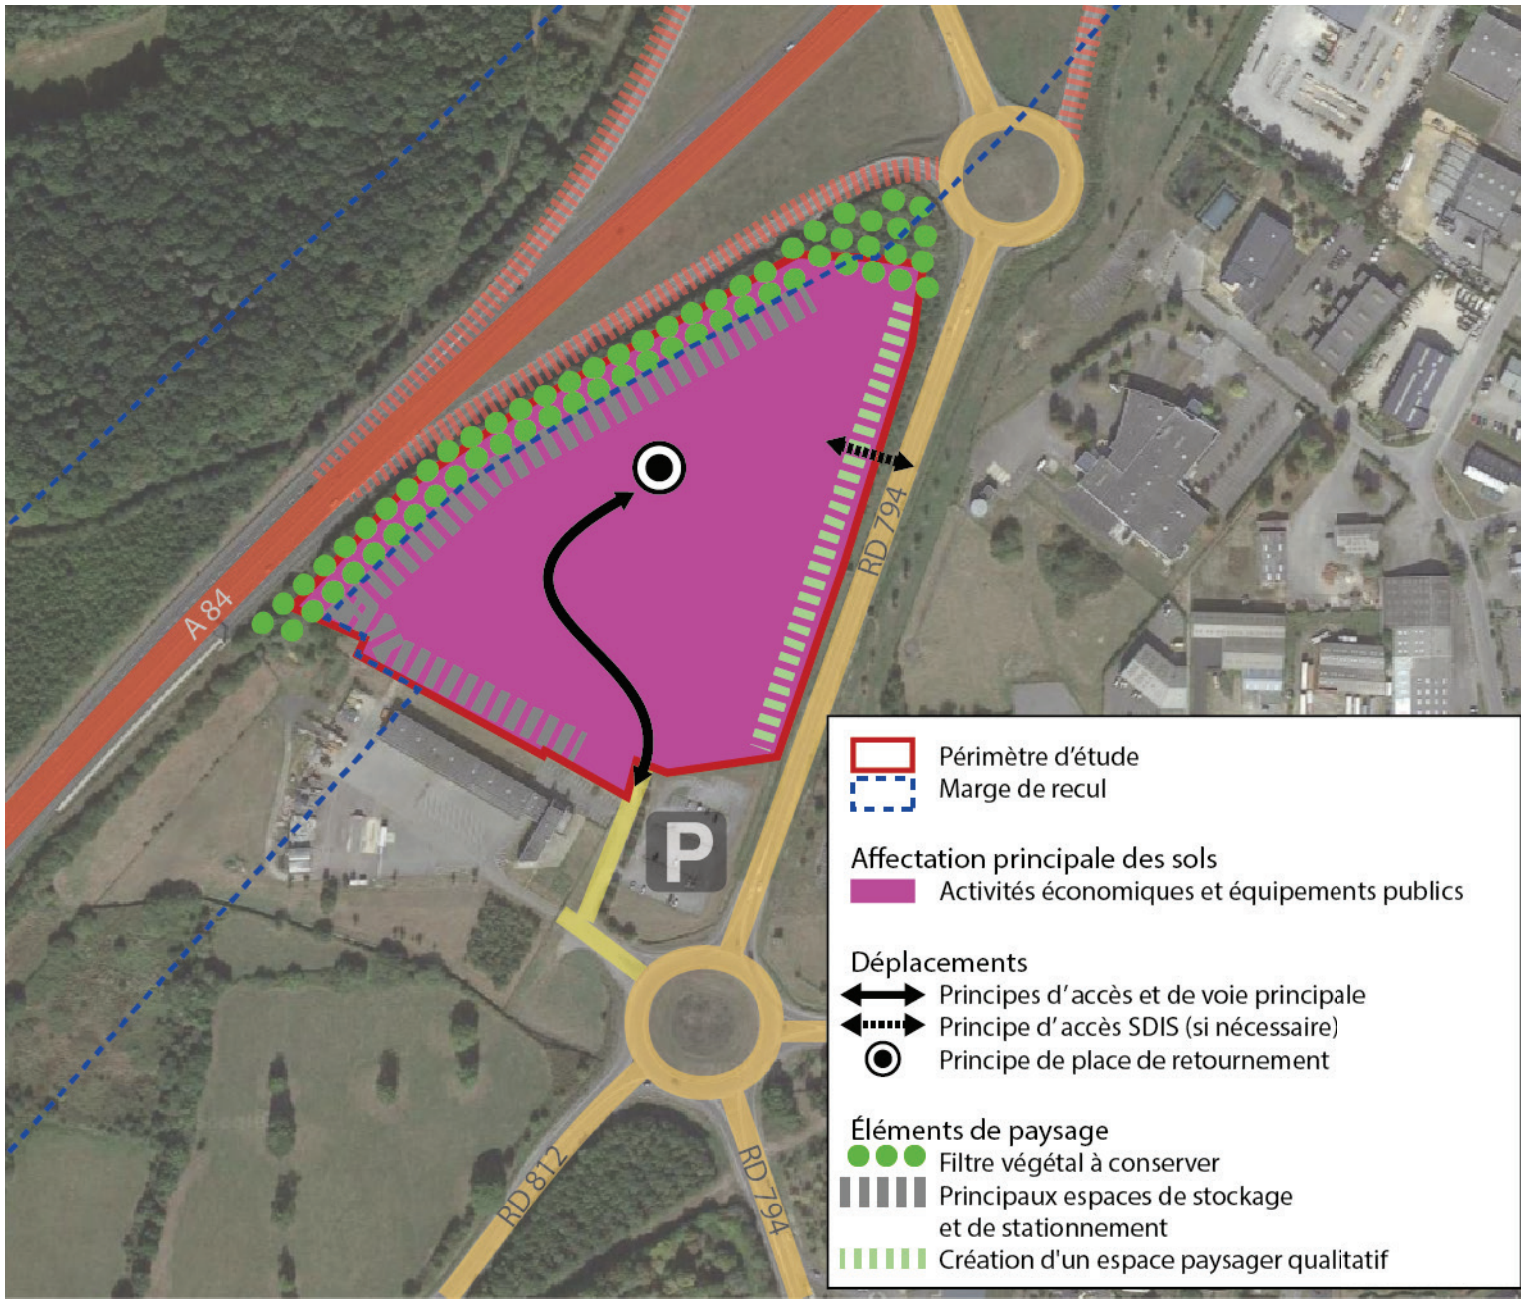 A 84
RD 794
P
RD 812
RD 794
Périmètre d'étude
Marge de recul
Affectation principale des sols
Activités économiques et équipements publics
Déplacements
Principes d'accès et de voie principale
Principe d'accès SDIS (si nécessaire)
Principe de place de retournement
Éléments de paysage
Filtre végétal à conserver
Principaux espaces de stockage
et de stationnement
Création d'un espace paysager qualitatif